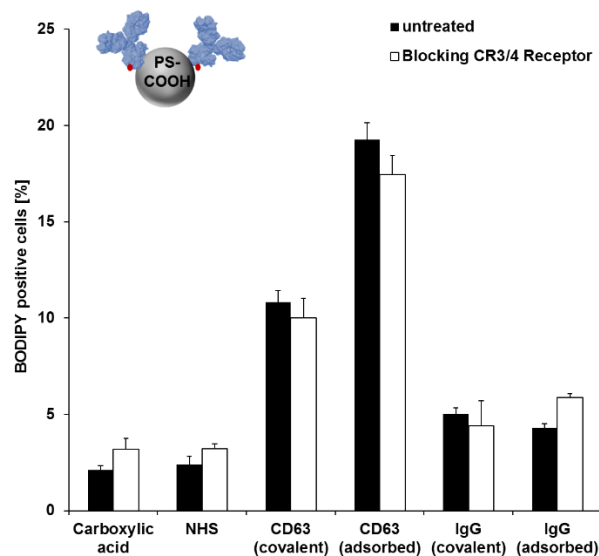 untreated
Blocking CR3/4 Receptor
PS-
COOH
BODIPY positive cells [%]
25
20
15
10
5
0
Carboxylic
acid
NHS
CD63
(covalent)
CD63
(adsorbed)
IgG
(covalent)
IgG
(adsorbed)